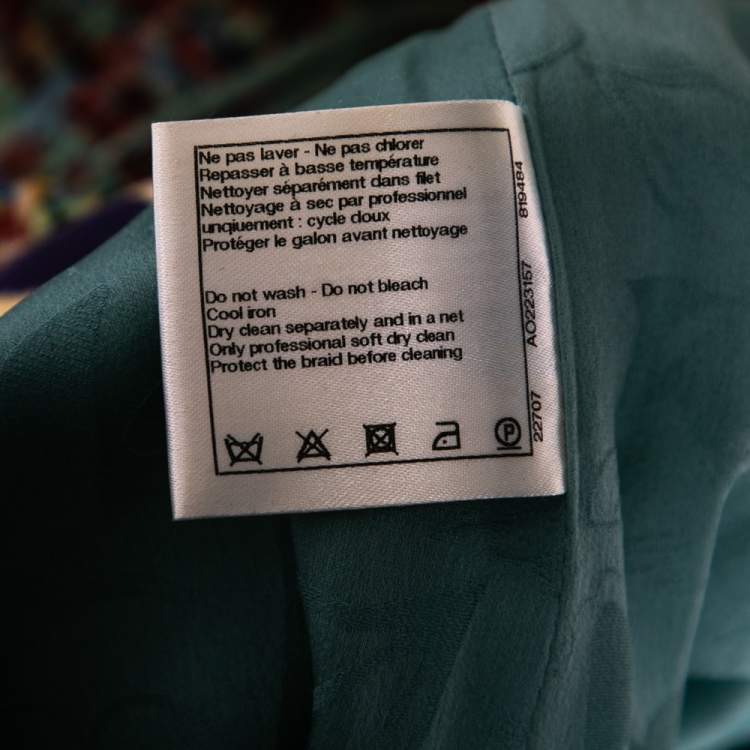 Ne pas laver - Ne pas chlorer
Repasser à basse température
Nettoyer séparément dans filet
Nettoyage à sec par professionnel
unqiuement : cycle doux
Protéger le galon avant nettoyage
Do not wash - Do not bleach
Cool iron
Dry clean separately and in a net
Only professional soft dry clean
Protect the braid before cleaning
P
819484
AO223157
22707